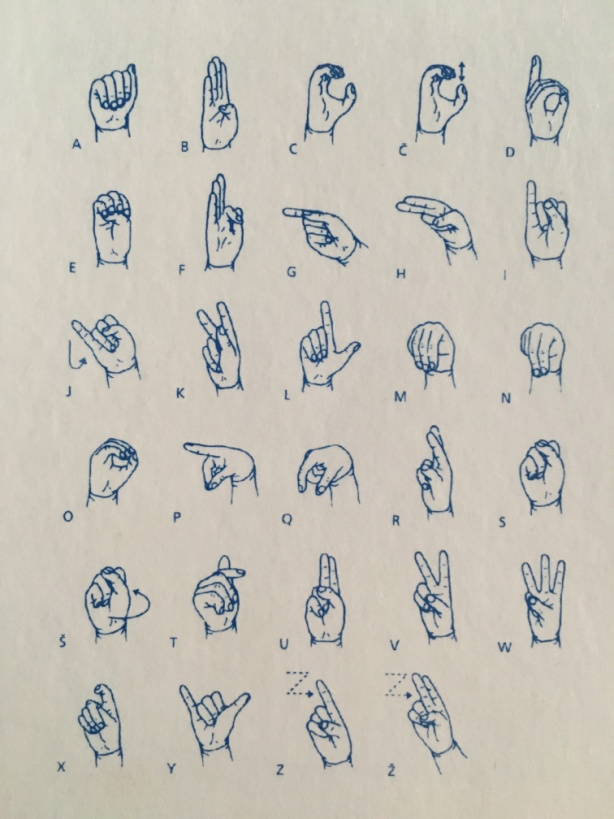 A B C Č D
E F G H I
J K L M N
O P Q R S
Š T U V W
X Y Z Ž